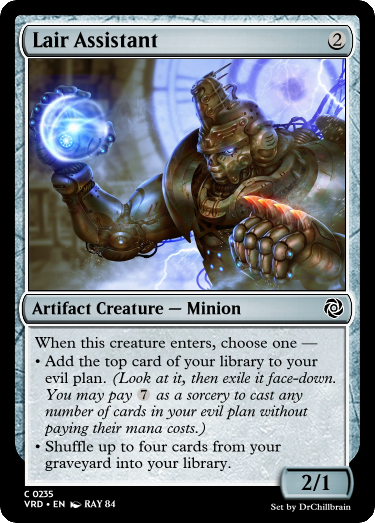 Lair Assistant 2
Artifact Creature — Minion
When this creature enters, choose one —
• Add the top card of your library to your
evil plan. (Look at it, then exile it face-down.
You may pay 7 as a sorcery to cast any
number of cards in your evil plan without
paying their mana costs.)
• Shuffle up to four cards from your
graveyard into your library.
2/1
C 0235
VRD • EN RAY 84
Set by DrChillbrain